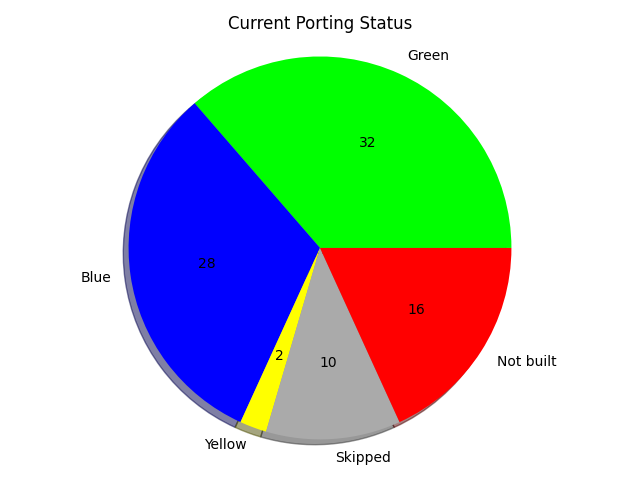 Current Porting Status
Green
32
28
Blue
16
2
10
Not built
Yellow
Skipped